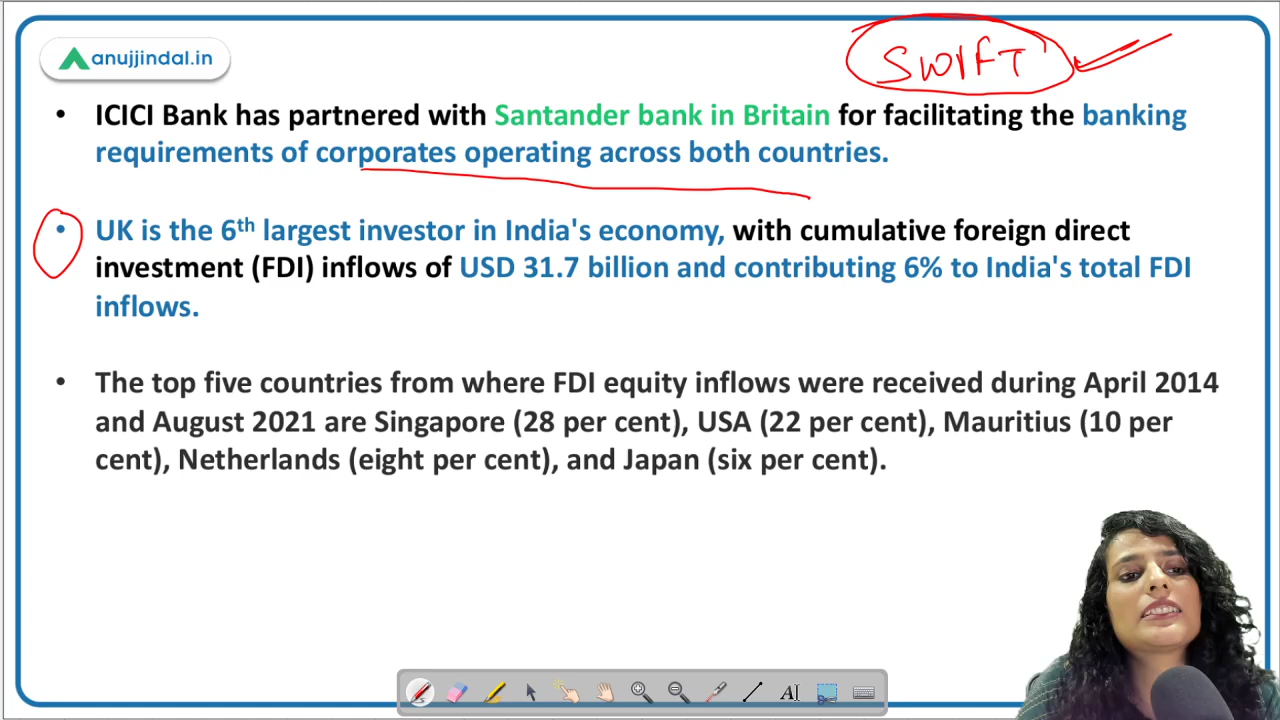 anujjindal.in
SWIFT
• ICICI Bank has partnered with Santander bank in Britain for facilitating the banking
requirements of corporates operating across both countries.
• UK is the 6th largest investor in India's economy, with cumulative foreign direct
investment (FDI) inflows of USD 31.7 billion and contributing 6% to India's total FDI
inflows.
• The top five countries from where FDI equity inflows were received during April 2014
and August 2021 are Singapore (28 per cent), USA (22 per cent), Mauritius (10 per
cent), Netherlands (eight per cent), and Japan (six per cent).
AI